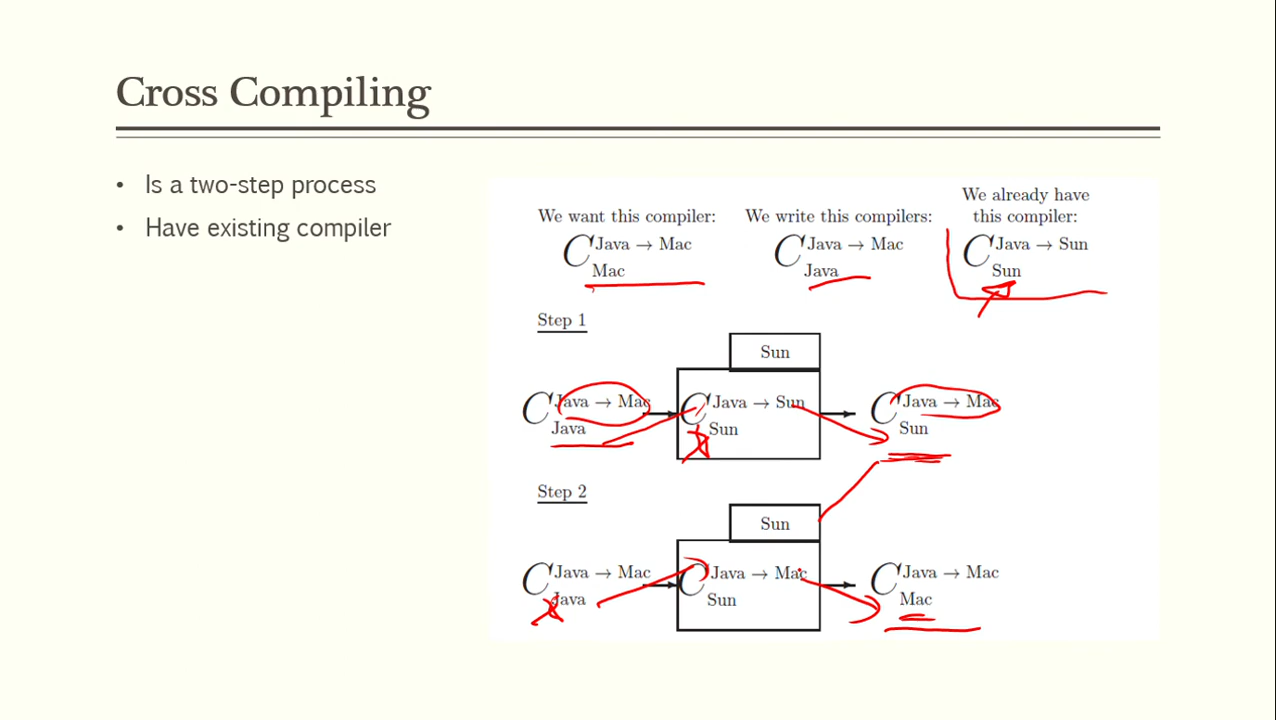 Cross Compiling
• Is a two-step process
• Have existing compiler
We want this compiler:
C Java → Mac
Mac
We write this compilers:
C Java → Mac
Java
We already have
this compiler:
C Java → Sun
Sun
Step 1
Sun
C Java → Mac
Java
C Java → Sun
Sun
C Java → Mac
Sun
Step 2
Sun
C Java → Mac
Java
C Java → Mac
Sun
C Java → Mac
Mac